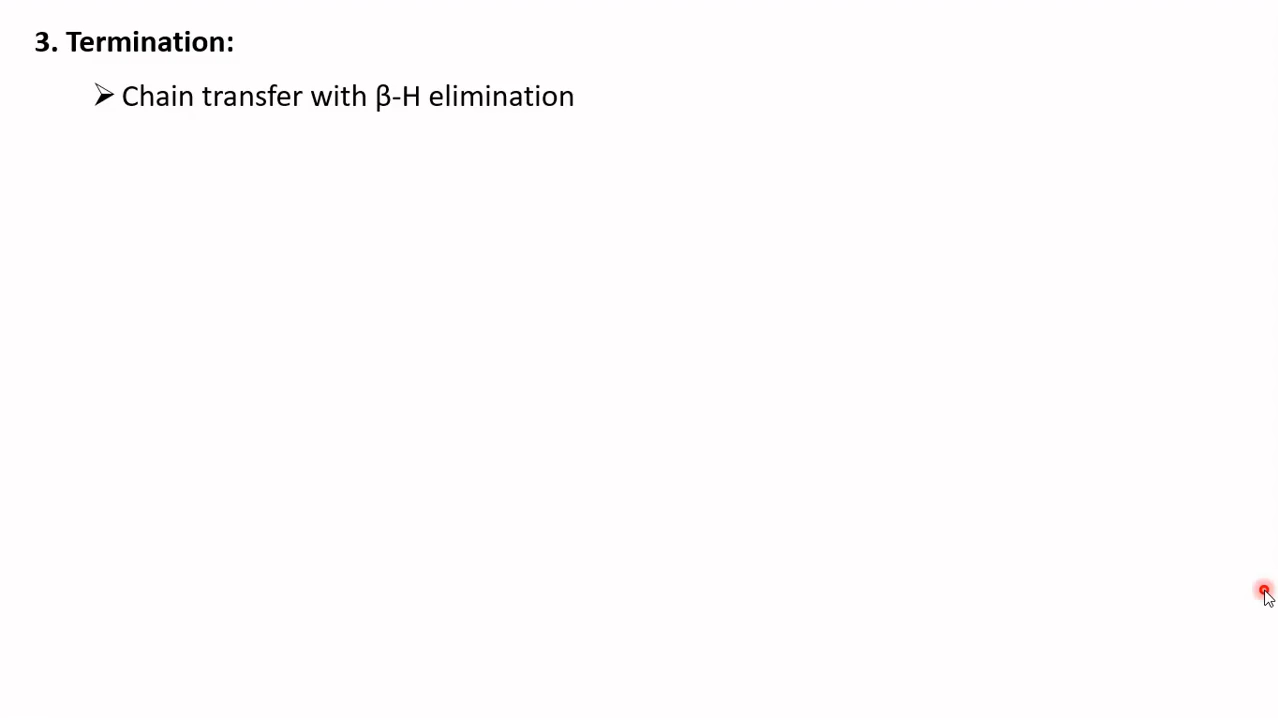 3. Termination:
➢ Chain transfer with β-H elimination